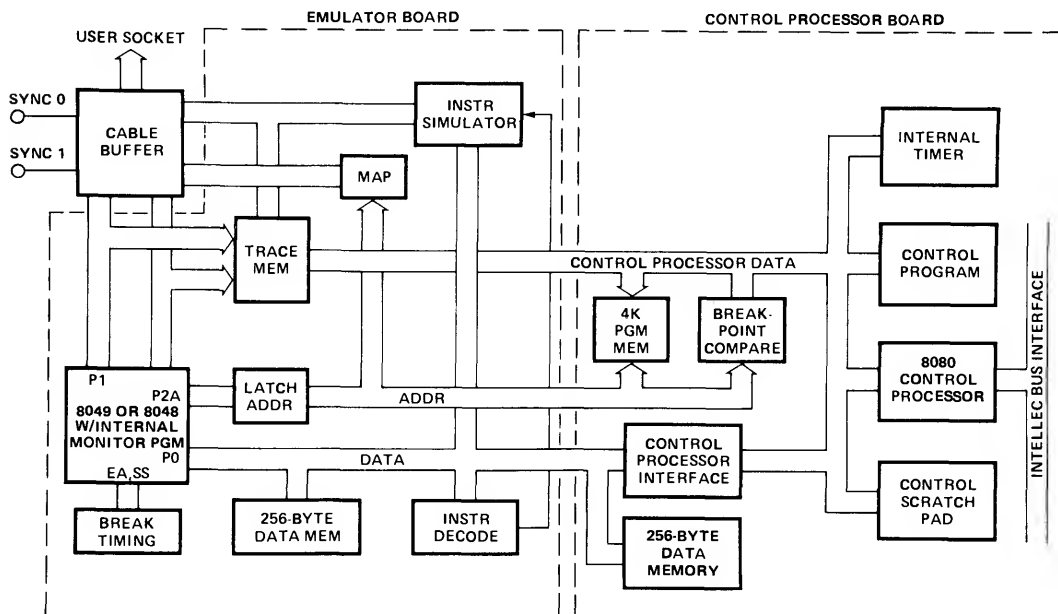 EMULATOR BOARD
CONTROL PROCESSOR BOARD
USER SOCKET
SYNC 0
SYNC 1
CABLE
BUFFER
INSTR
SIMULATOR
MAP
TRACE
MEM
INTERNAL
TIMER
CONTROL PROCESSOR DATA
CONTROL
PROGRAM
4K
PGM
MEM
BREAK-
POINT
COMPARE
8080
CONTROL
PROCESSOR
INTELLEC BUS INTERFACE
P1
P2A
8049 OR 8048
W/INTERNAL
MONITOR PGM
P0
EA,SS
LATCH
ADDR
ADDR
DATA
CONTROL
PROCESSOR
INTERFACE
CONTROL
SCRATCH
PAD
BREAK
TIMING
256-BYTE
DATA MEM
INSTR
DECODE
256-BYTE
DATA
MEMORY